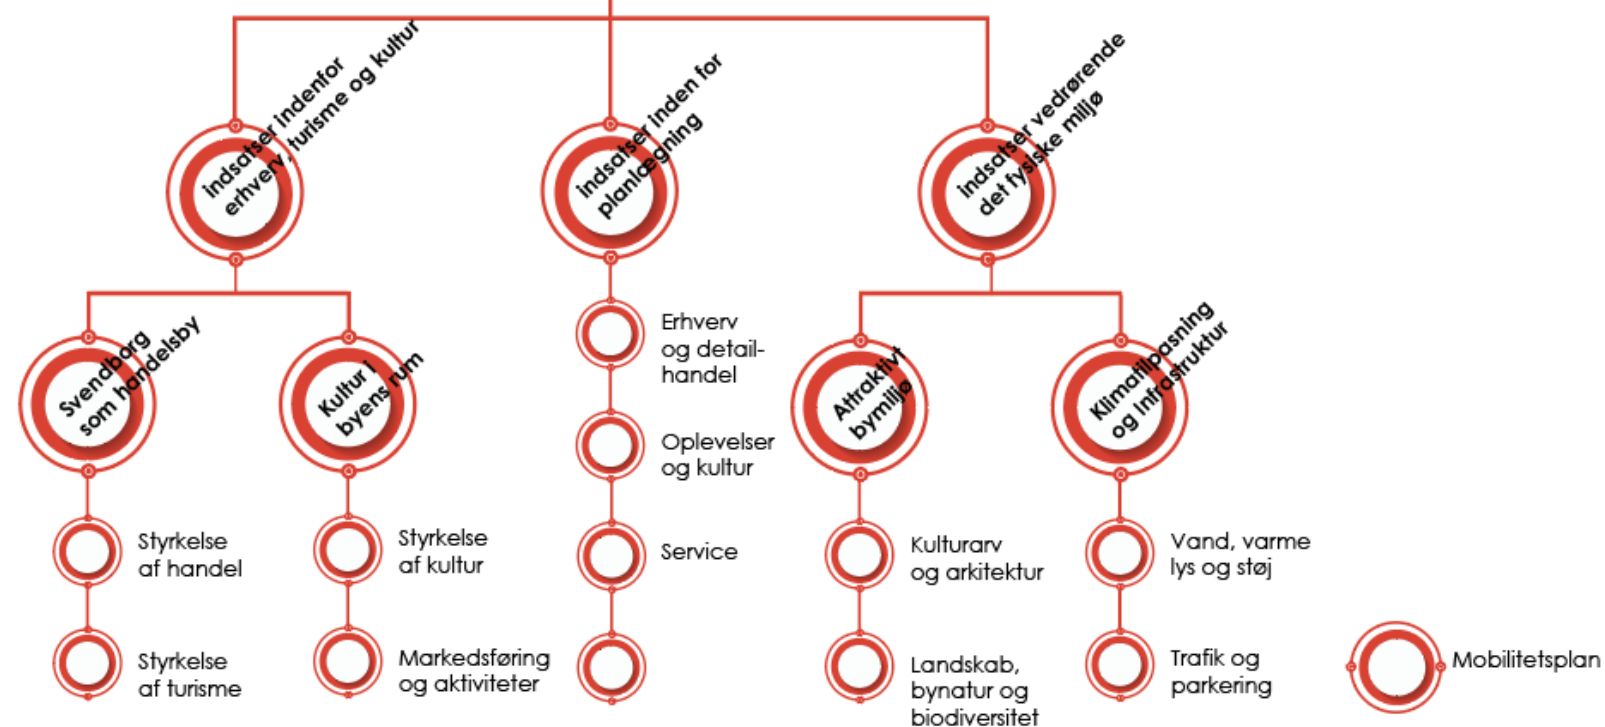 indsatser indenfor
erhverv, turisme og kultur
indsatser inden for
planlægning
indsatser vedrørende
det fysiske miljø
Svendborg
som handelsby
Kultur i
byens rum
Erhverv
og detail-
handel
Oplevelser
og kultur
Service
Attraktivt
bymiljø
Klimatilpasning
og infrastruktur
Styrkelse
af handel
Styrkelse
af turisme
Styrkelse
af kultur
Markedsføring
og aktiviteter
Kulturarv
og arkitektur
Landskab,
bynatur og
biodiversitet
Vand, varme
lys og støj
Trafik og
parkering
Mobilitetsplan